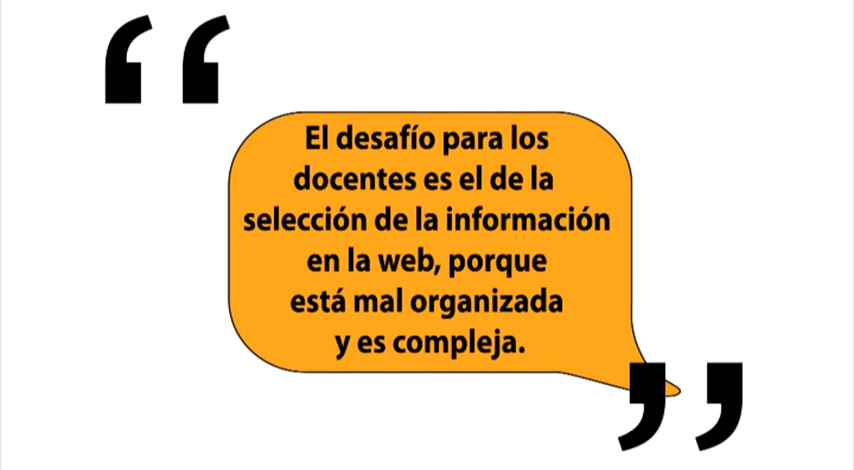 “
El desafío para los
docentes es el de la
selección de la información
en la web, porque
está mal organizada
y es compleja.
”